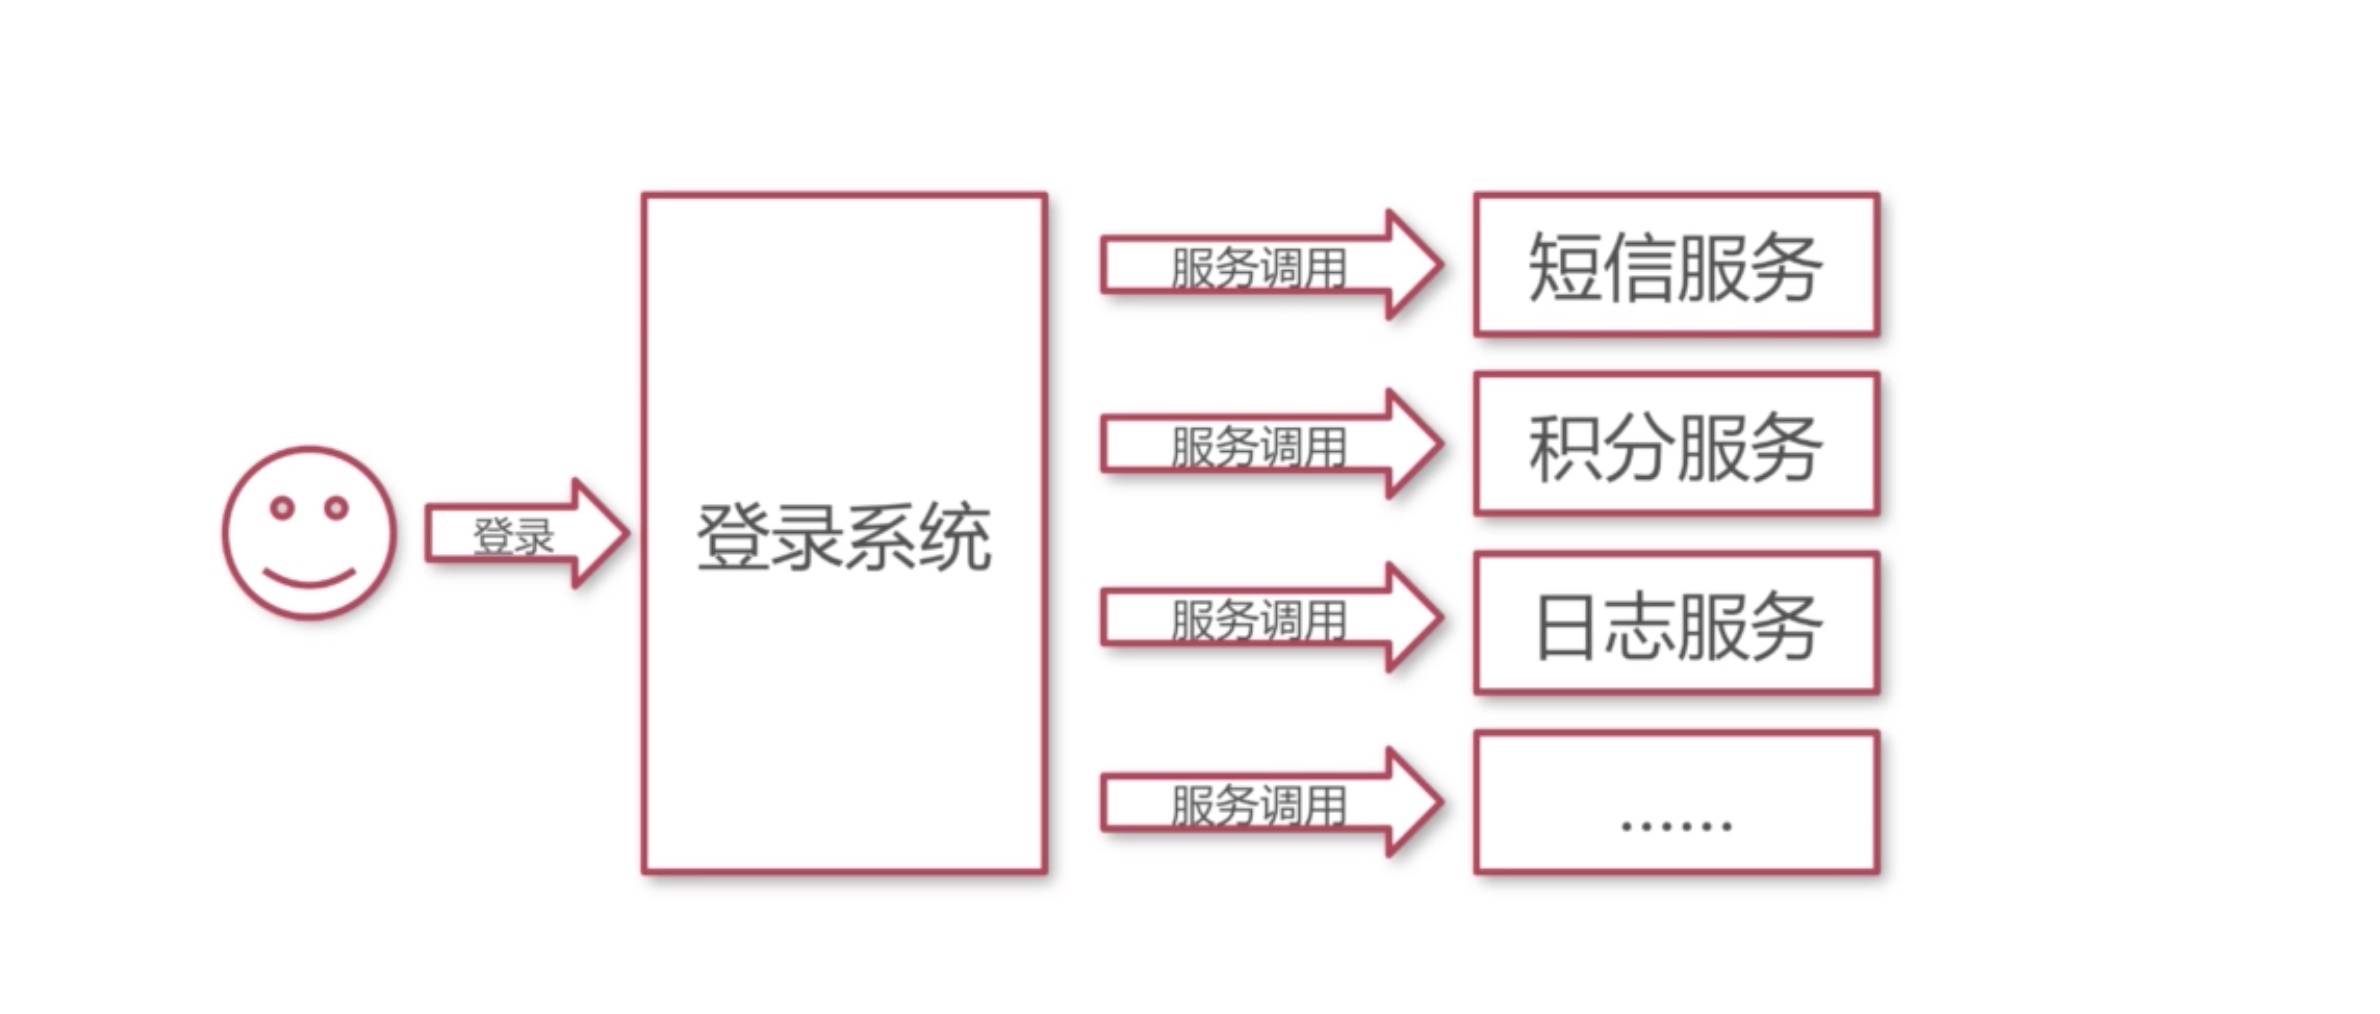 登录
登录系统
服务调用
短信服务
服务调用
积分服务
服务调用
日志服务
服务调用
......